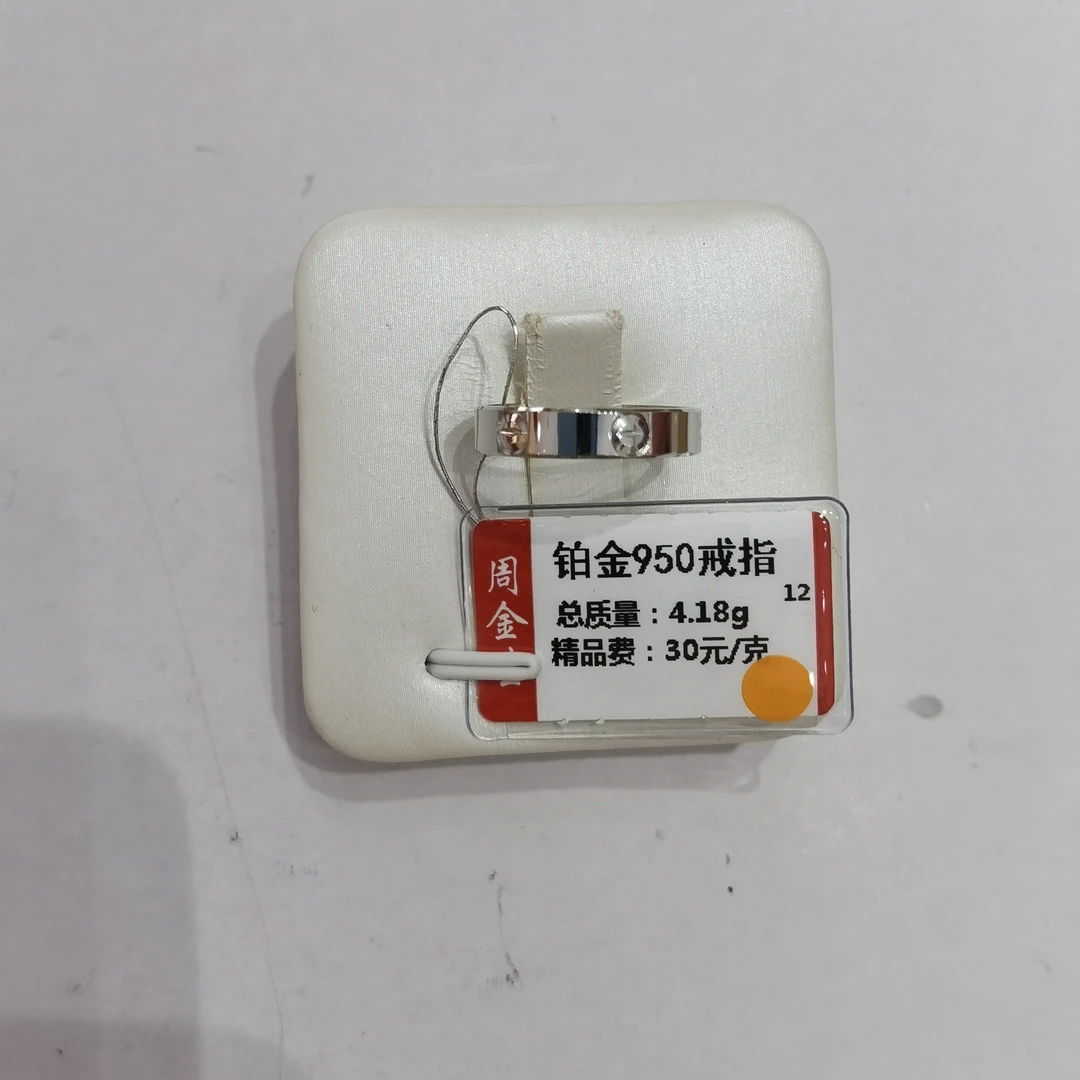 周金
铂金950戒指
12
总质量：4.18g
精品费：30元/克